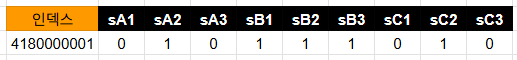 인덱스 sA1 sA2 sA3 sB1 sB2 sB3 sC1 sC2 sC3
4180000001 0 1 0 1 1 1 0 1 0